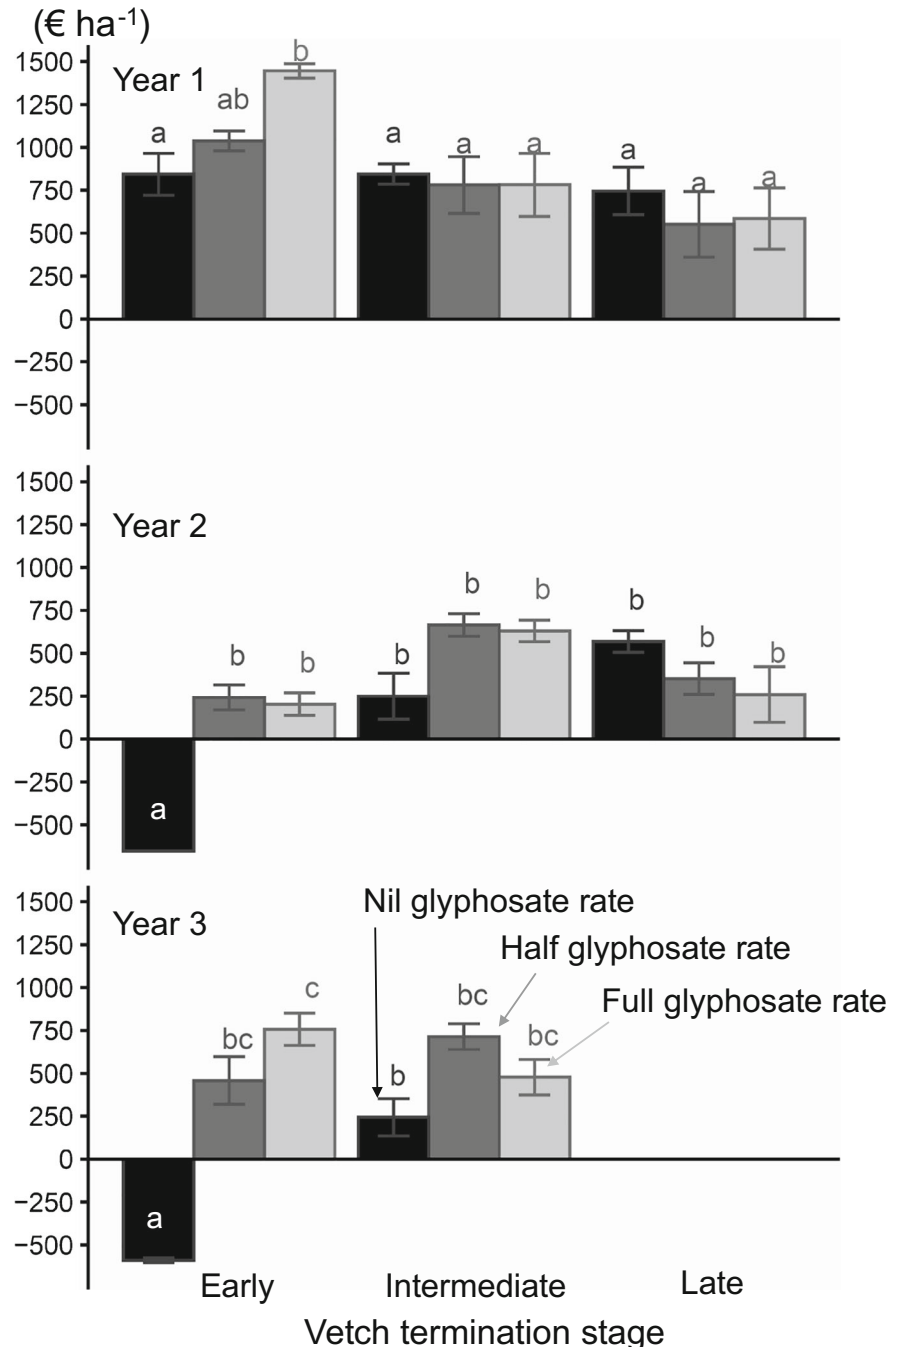 (€ ha-1)
1500
b
Year 1
1250
ab
a a a a a
1000
a a
750
500
250
0
−250
−500
1500
Year 2
1250
1000
b b
750
b
b b b b b
500
250
0
−250
a
−500
1500
Nil glyphosate rate
Year 3
1250
Half glyphosate rate
1000
c bc
Full glyphosate rate
750
bc bc
500
b
250
0
−250
a
−500
Early Intermediate Late
Vetch termination stage